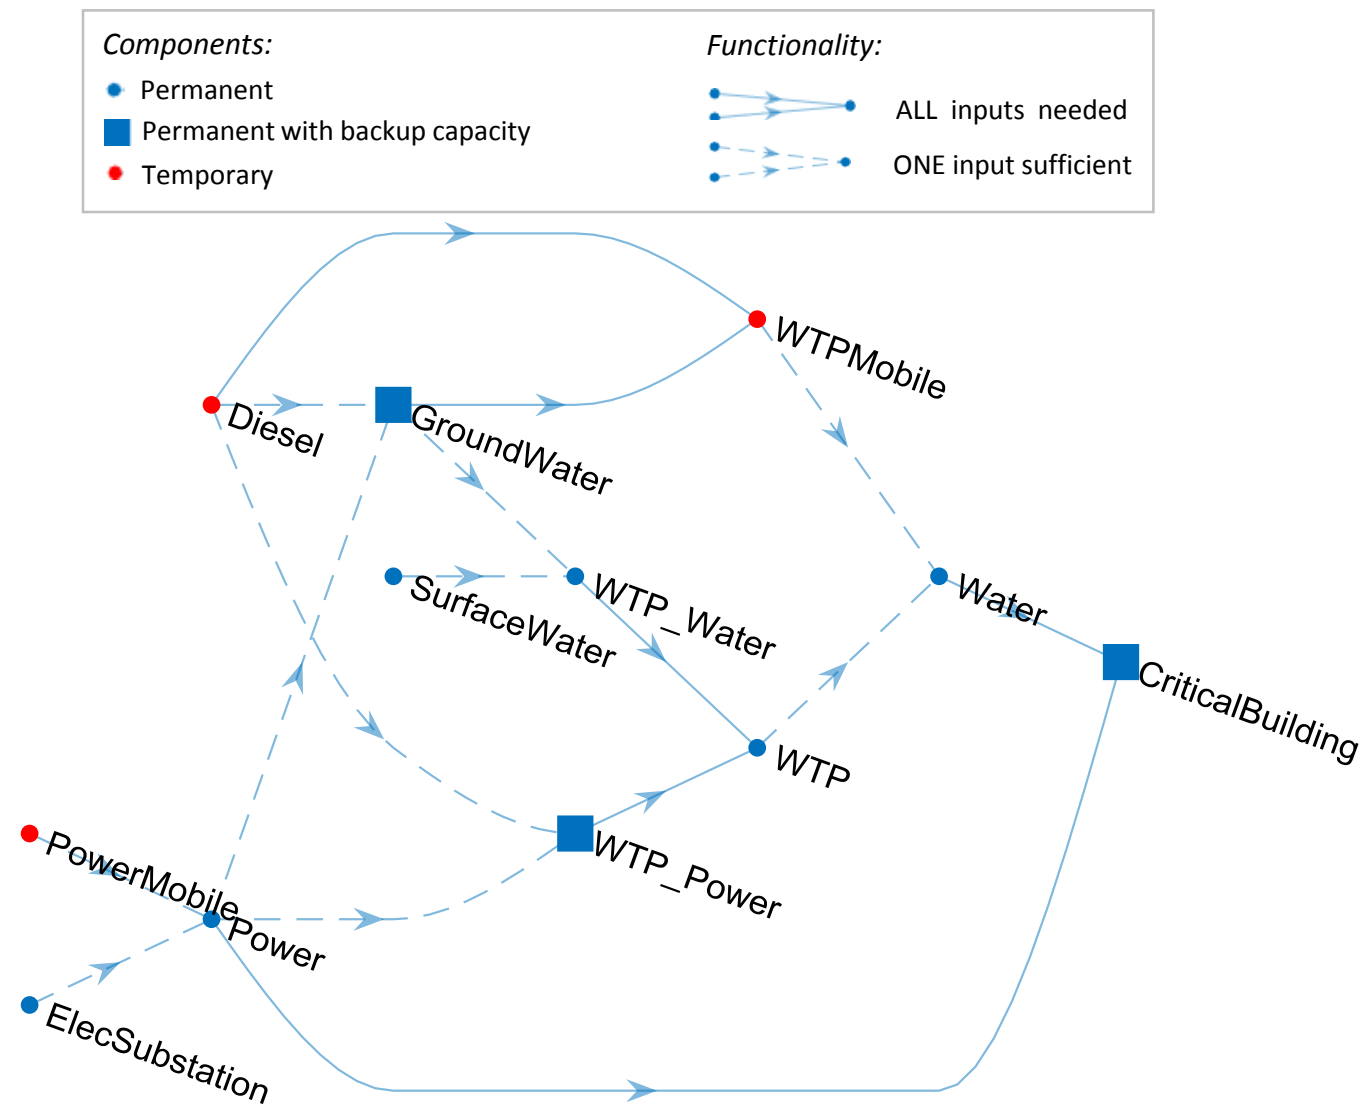 Components:
Functionality:
Permanent
ALL inputs needed
Permanent with backup capacity
ONE input sufficient
Temporary
WTPMobile
Diesel
GroundWater
SurfaceWater
WTP_Water
Water
CriticalBuilding
WTP
PowerMobile
WTP_Power
Power
ElecSubstation